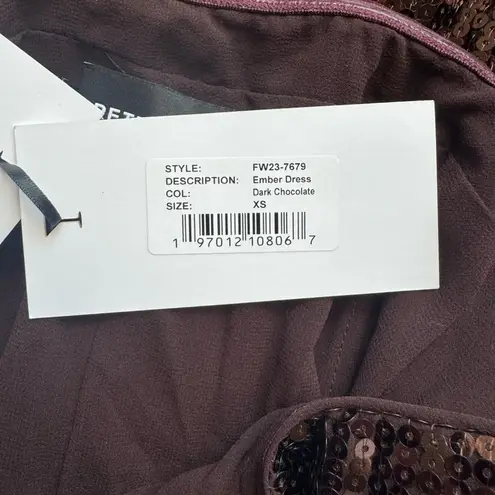 STYLE: FW23-7679
DESCRIPTION: Ember Dress
COL: Dark Chocolate
SIZE: XS
1 97012 10806 7